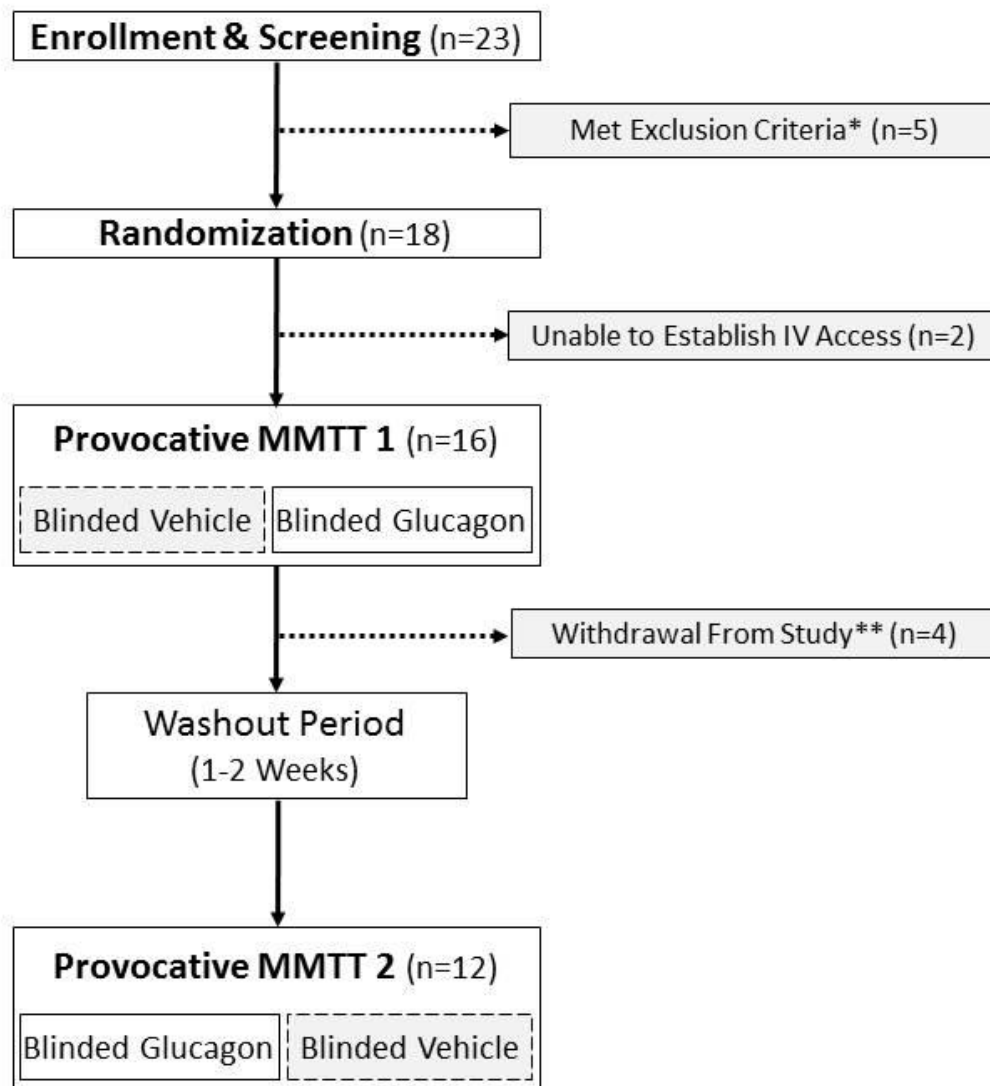 Enrollment & Screening (n=23)
Met Exclusion Criteria* (n=5)
Randomization (n=18)
Unable to Establish IV Access (n=2)
Provocative MMTT 1 (n=16)
Blinded Vehicle
Blinded Glucagon
Withdrawal From Study** (n=4)
Washout Period
(1-2 Weeks)
Provocative MMTT 2 (n=12)
Blinded Glucagon
Blinded Vehicle